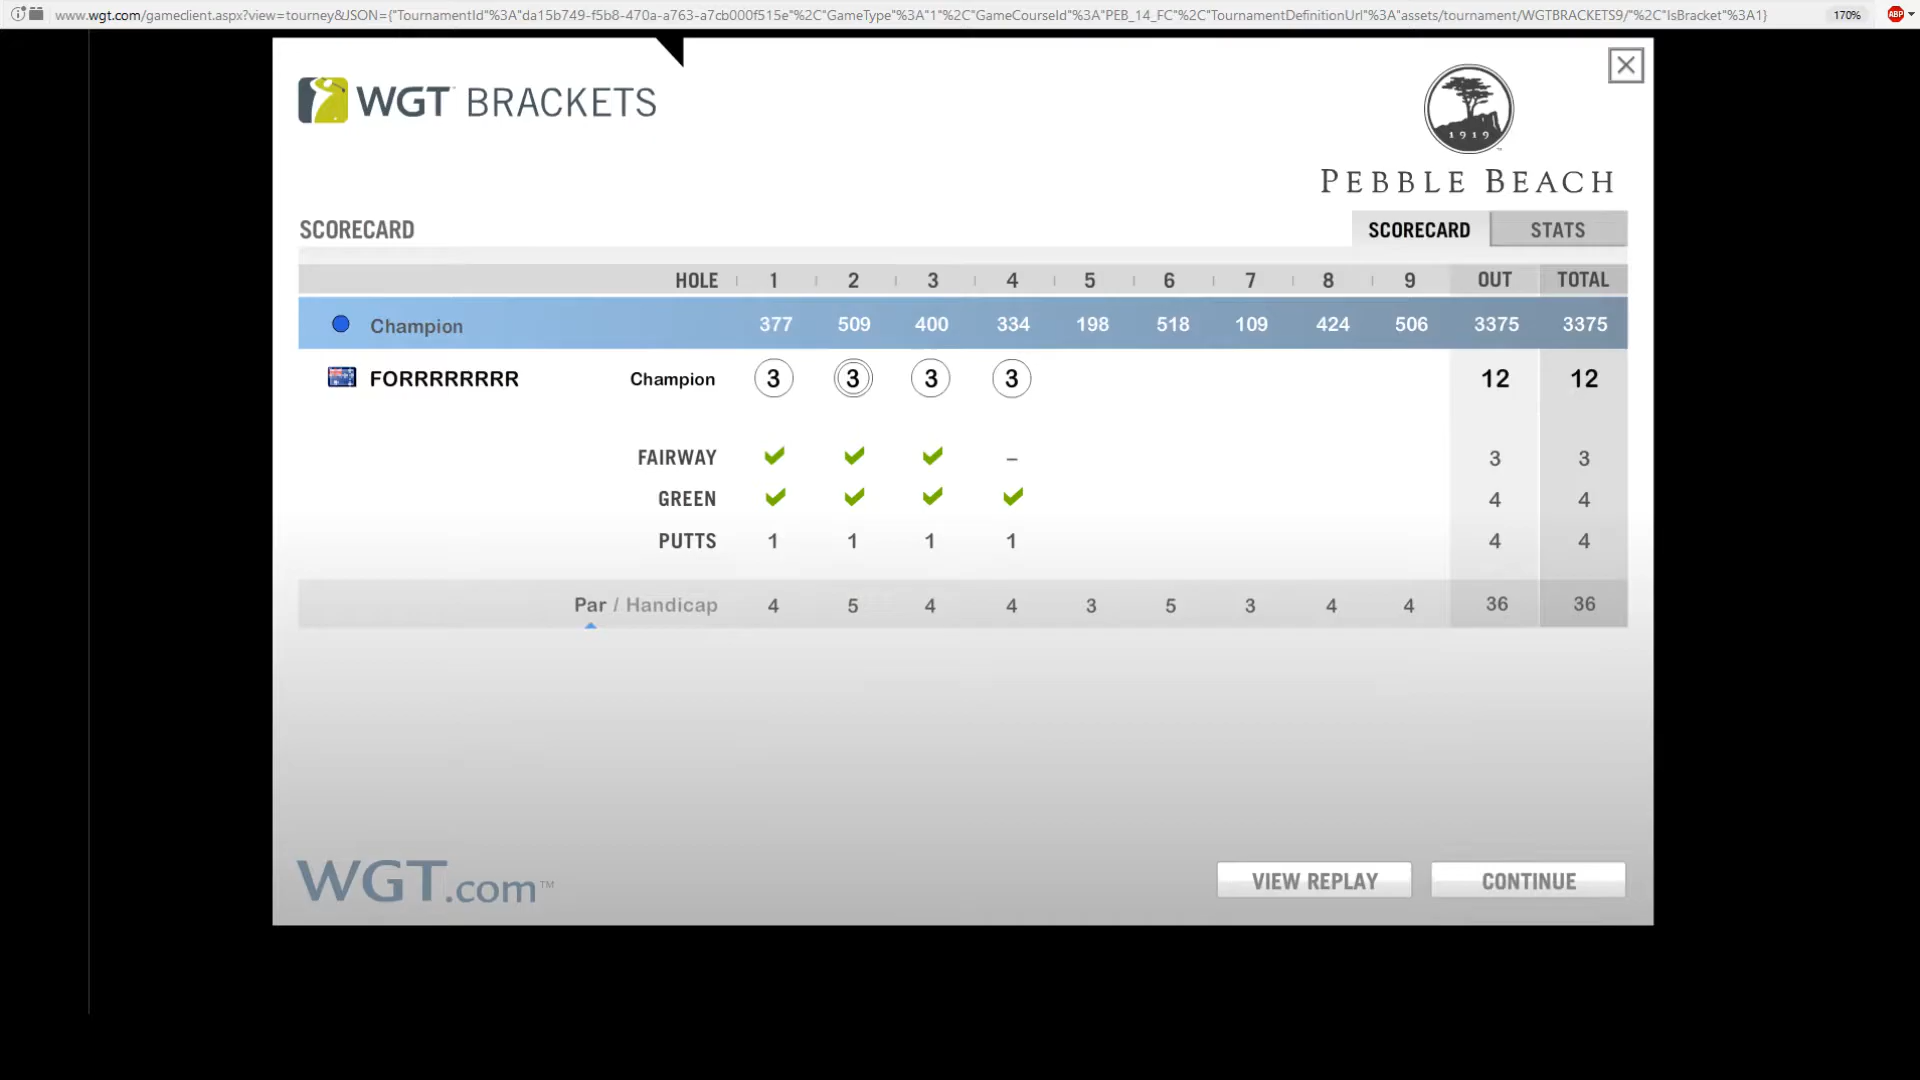 www.wgt.com/gameclient.aspx?view=tourney&JSON={"TournamentId"%3A"da15b749-f5b8-470a-a763-a7cb000f515e"%2C"GameType"%3A"1"%2C"GameCourseId"%3A"PEB_14_FC"%2C"TournamentDefinitionUrl"%3A"assets/tournament/WGTBRACKETS9/"%2C"IsBracket"%3A1} 170% ABP
WGT BRACKETS
1919
PEBBLE BEACH
SCORECARD SCORECARD STATS
HOLE 1 2 3 4 5 6 7 8 9 OUT TOTAL
Champion 377 509 400 334 198 518 109 424 506 3375 3375
FORRRRRRRR Champion 3 3 3 3 12 12
FAIRWAY – 3 3
GREEN 4 4
PUTTS 1 1 1 1 4 4
Par / Handicap 4 5 4 4 3 5 3 4 4 36 36
WGT.com™ VIEW REPLAY CONTINUE